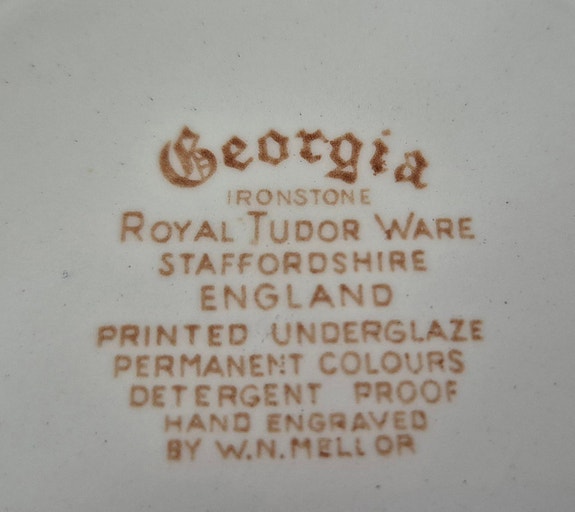 Georgia
IRONSTONE
ROYAL TUDOR WARE
STAFFORDSHIRE
ENGLAND
PRINTED UNDERGLAZE
PERMANENT COLOURS
DETERGENT PROOF
HAND ENGRAVED
BY W.N. MELLOR